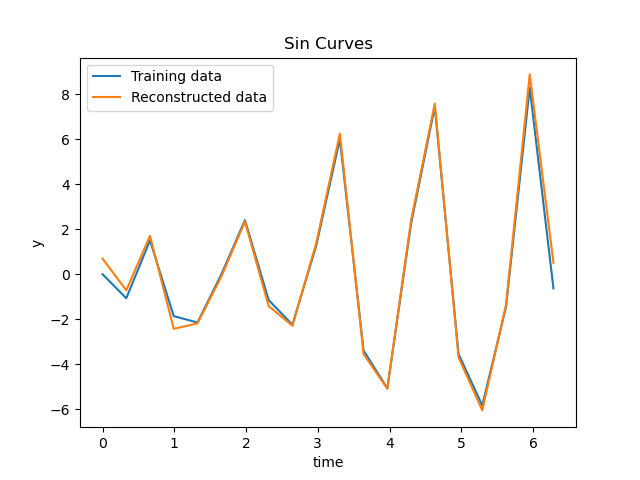 Sin Curves
Training data
Reconstructed data
8
6
4
2
0
−2
−4
−6
y
0 1 2 3 4 5 6
time